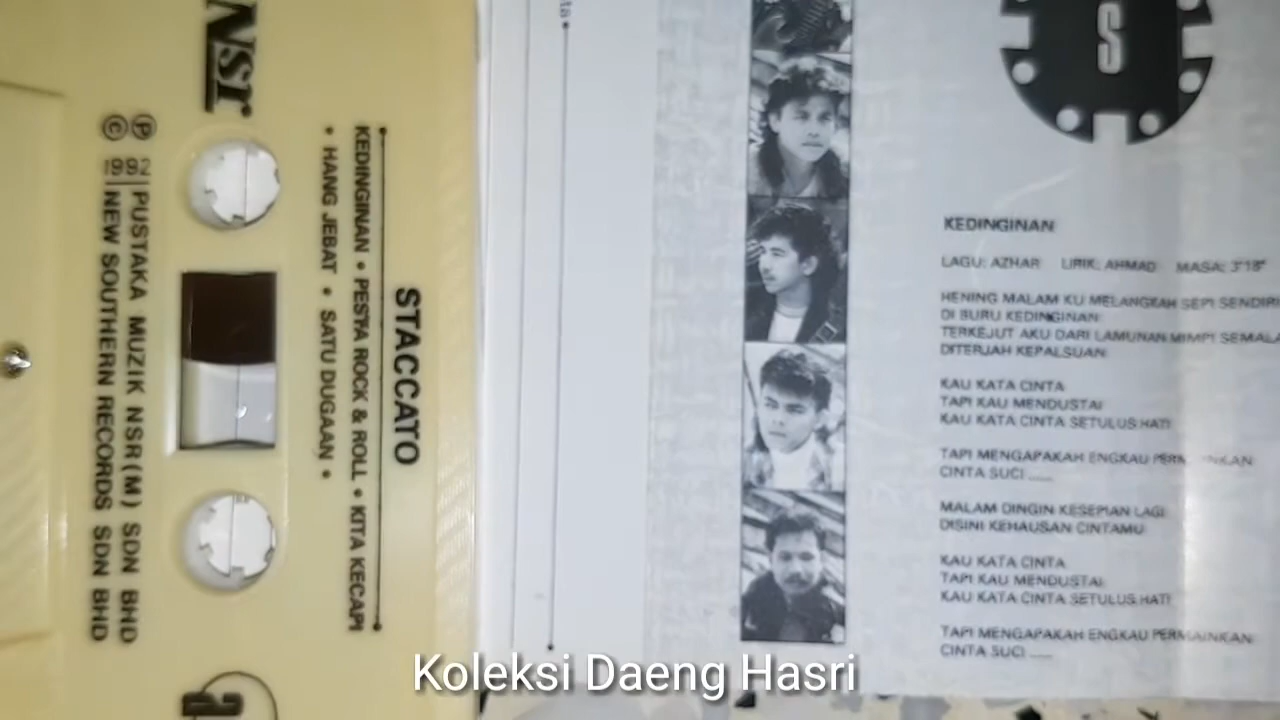 NSR
STACCATO
KEDINGINAN • PESTA ROCK & ROLL • KITA KECAPI
• HANG JEBAT • SATU DUGAAN •
Ⓟ 1992 PUSTAKA MUZIK NSR (M) SDN BHD
© NEW SOUTHERN RECORDS SDN BHD
a
ta
S
KEDINGINAN
LAGU: AZHAR LIRIK: AHMAD MASA: 3'18"
HENING MALAM KU MELANGKAH SEPI SENDIRI
DI BURU KEDINGINAN
TERKEJUT AKU DARI LAMUNAN MIMPI SEMALA
DITERJAH KEPALSUAN
KAU KATA CINTA
TAPI KAU MENDUSTAI
KAU KATA CINTA SETULUS HATI
TAPI MENGAPAKAH ENGKAU PERMAINKAN
CINTA SUCI .....
MALAM DINGIN KESEPIAN LAGI
DISINI KEHAUSAN CINTAMU
KAU KATA CINTA
TAPI KAU MENDUSTAI
KAU KATA CINTA SETULUS HATI
TAPI MENGAPAKAH ENGKAU PERMAINKAN
CINTA SUCI .....
Koleksi Daeng Hasri